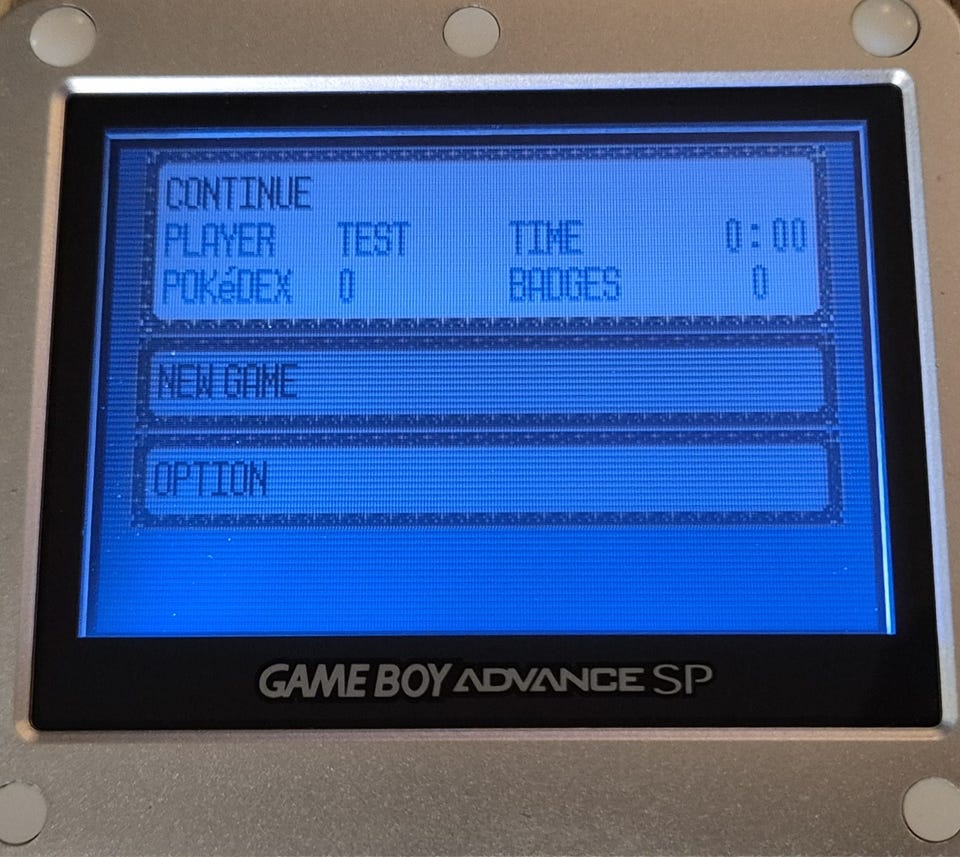 CONTINUE
PLAYER TEST TIME 0:00
POKéDEX 0 BADGES 0
NEW GAME
OPTION
GAME BOY ADVANCE SP